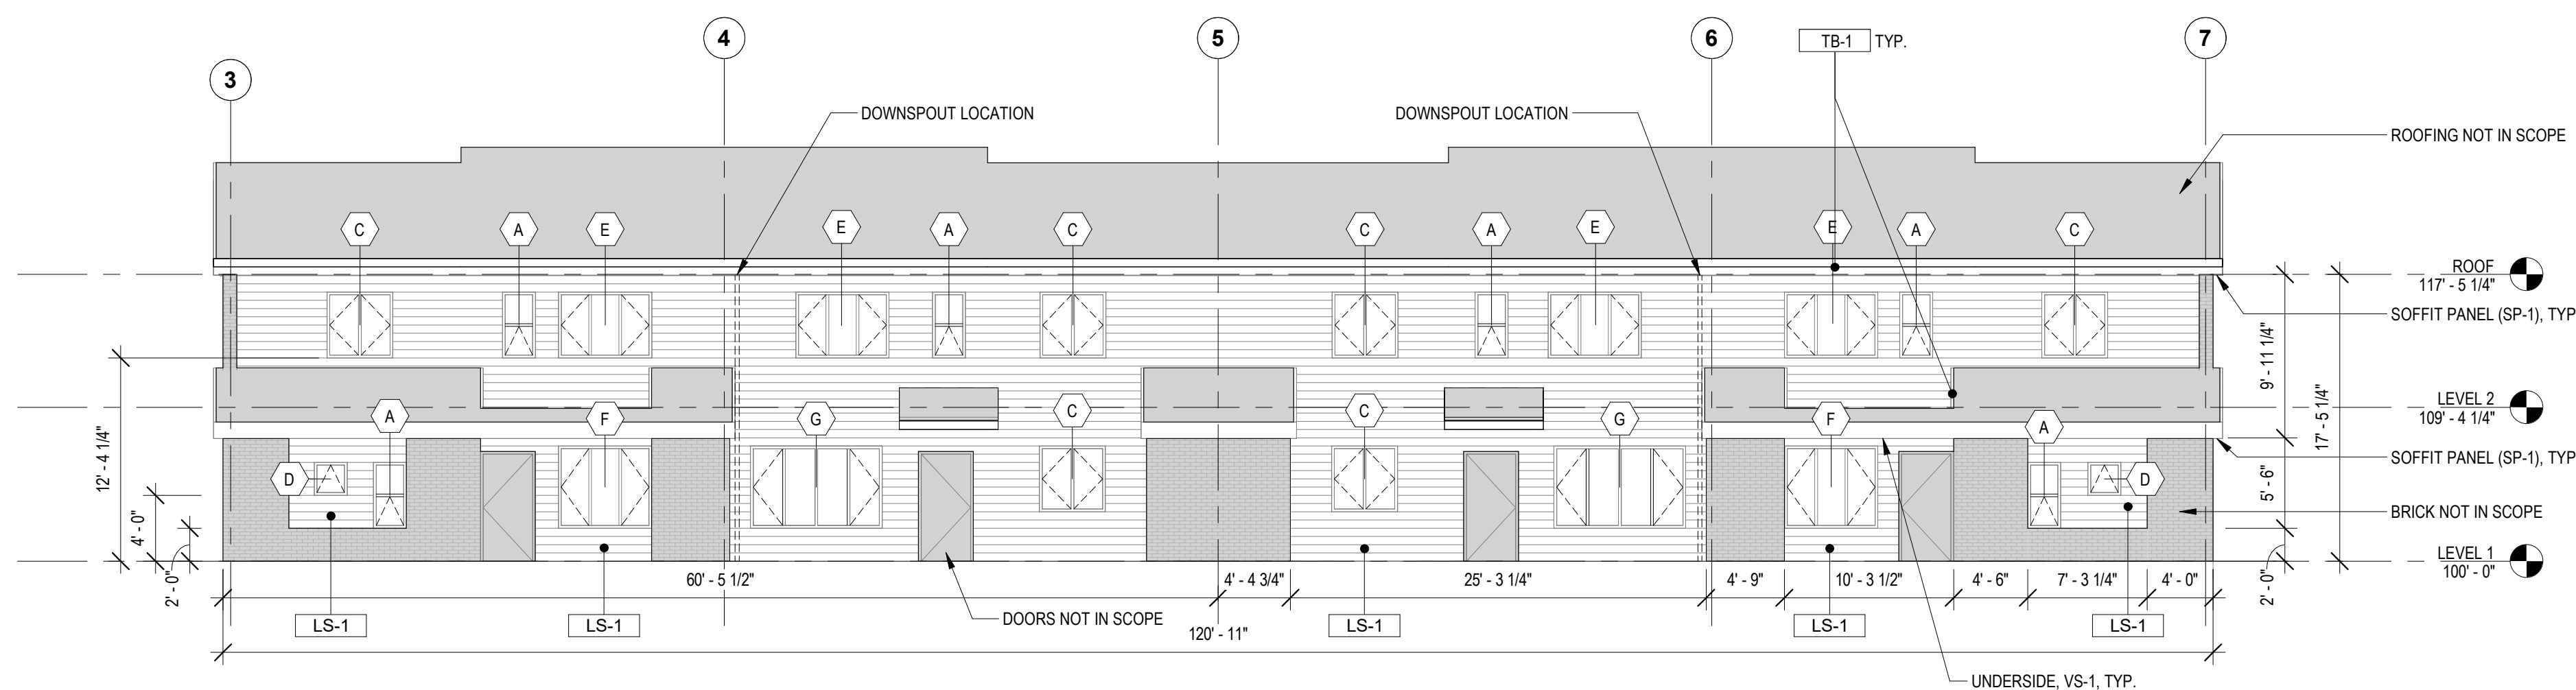 3
4
5
6
7
TB-1 TYP.
DOWNSPOUT LOCATION
DOWNSPOUT LOCATION
ROOFING NOT IN SCOPE
C
A
E
E
A
C
C
A
E
E
A
C
ROOF
117' - 5 1/4"
SOFFIT PANEL (SP-1), TYP
9' - 11 1/4"
17' - 5 1/4"
LEVEL 2
109' - 4 1/4"
A
F
G
C
C
G
F
A
D
D
12' - 4 1/4"
4' - 0"
2' - 0"
SOFFIT PANEL (SP-1), TYP
5' - 6"
BRICK NOT IN SCOPE
LEVEL 1
100' - 0"
2' - 0"
60' - 5 1/2"
4' - 4 3/4"
25' - 3 1/4"
4' - 9"
10' - 3 1/2"
4' - 6"
7' - 3 1/4"
4' - 0"
LS-1
LS-1
DOORS NOT IN SCOPE
LS-1
LS-1
LS-1
120' - 11"
UNDERSIDE, VS-1, TYP.